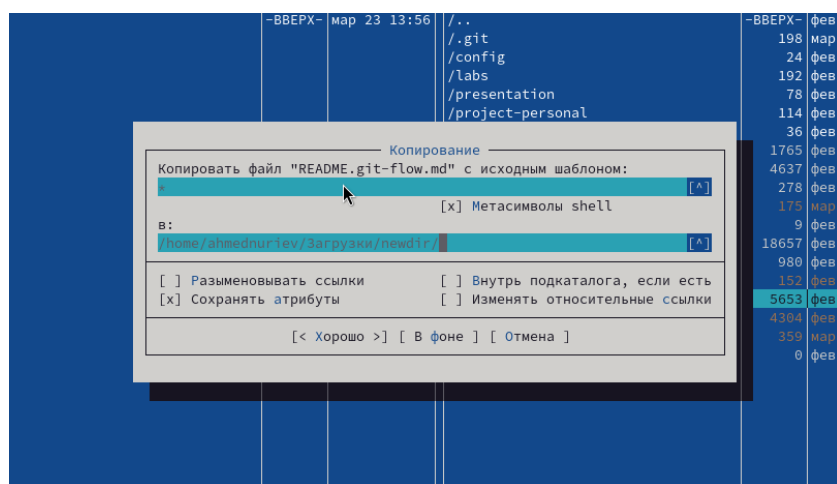 -ВВЕРХ- мар 23 13:56 /.. -ВВЕРХ- фев
/.git 198 мар
/config 24 фев
/labs 192 фев
/presentation 78 фев
/project-personal 114 фев
36 фев
Копирование 1765 фев
Копировать файл "README.git-flow.md" с исходным шаблоном: 4637 фев
* [^] 278 фев
[x] Метасимволы shell 175 мар
в: 9 фев
/home/ahmednuriev/Загрузки/newdir/ [^] 18657 фев
980 фев
[ ] Разыменовывать ссылки [ ] Внутрь подкаталога, если есть 152 фев
[x] Сохранять атрибуты [ ] Изменять относительные ссылки 5653 фев
4304 фев
[< Хорошо >] [ В фоне ] [ Отмена ] 359 мар
0 фев